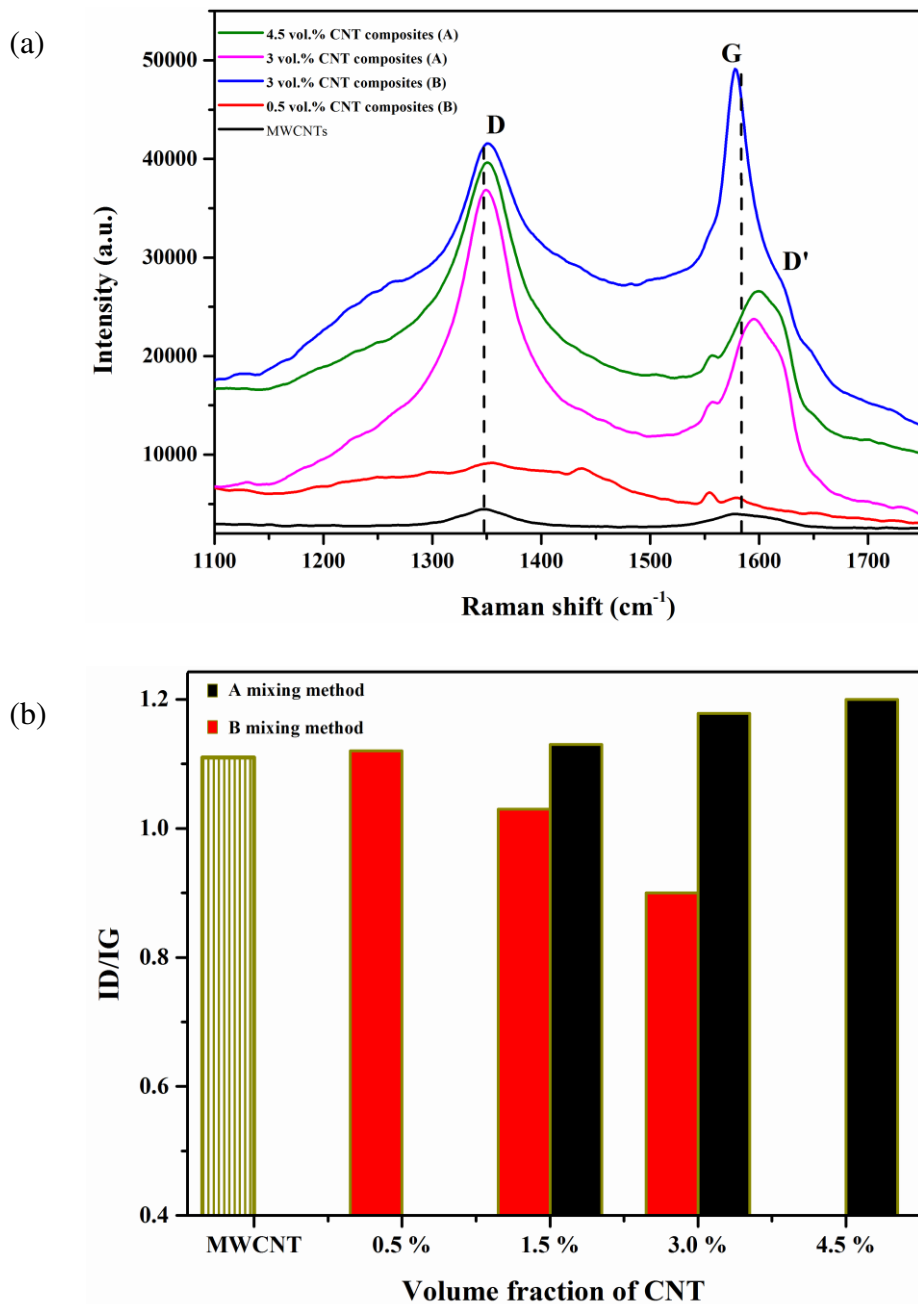 (a)
4.5 vol.% CNT composites (A)
3 vol.% CNT composites (A)
3 vol.% CNT composites (B)
0.5 vol.% CNT composites (B)
MWCNTs
D
G
D'
50000
40000
30000
20000
10000
Intensity (a.u.)
1100 1200 1300 1400 1500 1600 1700
Raman shift (cm⁻¹)
(b)
A mixing method
B mixing method
1.2
1.0
0.8
0.6
0.4
ID/IG
MWCNT 0.5 % 1.5 % 3.0 % 4.5 %
Volume fraction of CNT